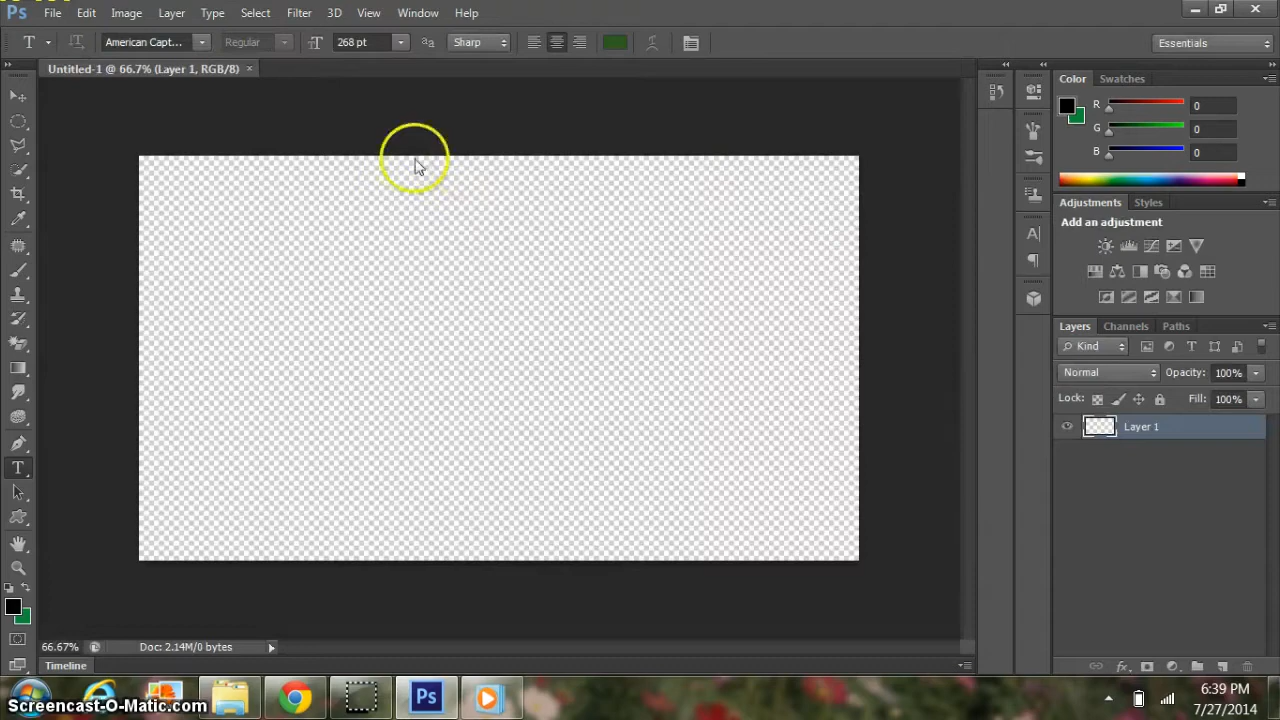 Ps File Edit Image Layer Type Select Filter 3D View Window Help
T American Capt... Regular 268 pt Sharp Essentials
Untitled-1 @ 66.7% (Layer 1, RGB/8) ×
Color Swatches
R 0
G 0
B 0
Adjustments Styles
Add an adjustment
Layers Channels Paths
Kind
Normal Opacity: 100%
Lock: Fill: 100%
Layer 1
66.67% Doc: 2.14M/0 bytes
Timeline
Ps
6:39 PM
7/27/2014
Screencast-O-Matic.com